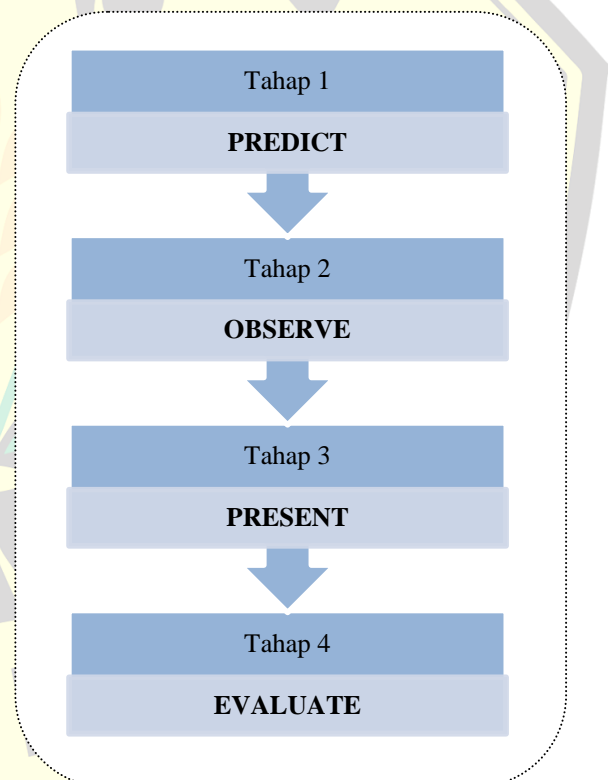 Tahap 1
PREDICT
Tahap 2
OBSERVE
Tahap 3
PRESENT
Tahap 4
EVALUATE